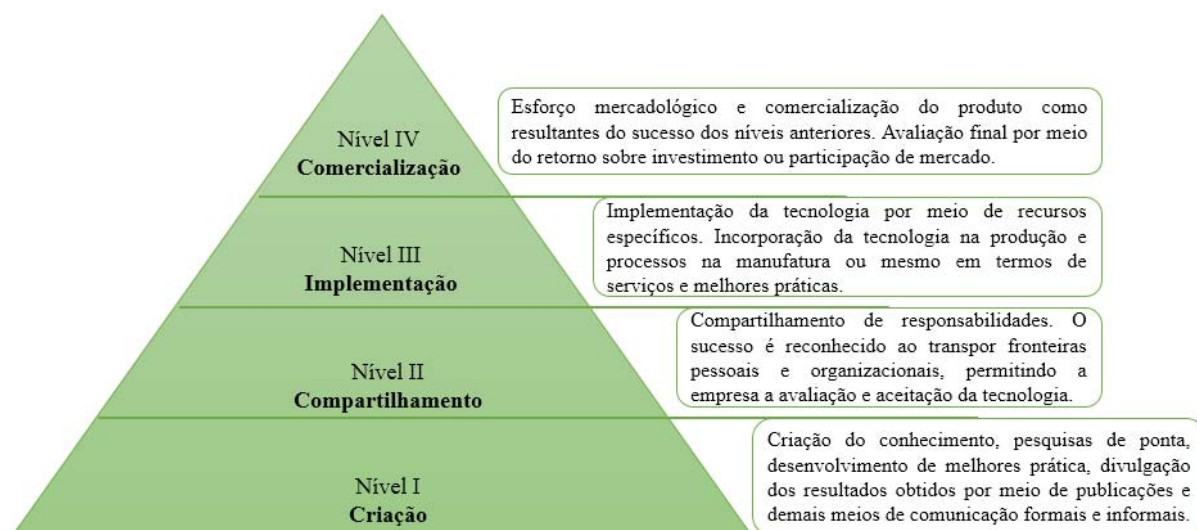 Nível IV
Comercialização
Esforço mercadológico e comercialização do produto como
resultantes do sucesso dos níveis anteriores. Avaliação final por meio
do retorno sobre investimento ou participação de mercado.
Nível III
Implementação
Implementação da tecnologia por meio de recursos
específicos. Incorporação da tecnologia na produção e
processos na manufatura ou mesmo em termos de
serviços e melhores práticas.
Nível II
Compartilhamento
Compartilhamento de responsabilidades. O
sucesso é reconhecido ao transpor fronteiras
pessoais e organizacionais, permitindo a
empresa a avaliação e aceitação da tecnologia.
Nível I
Criação
Criação do conhecimento, pesquisas de ponta,
desenvolvimento de melhores prática, divulgação
dos resultados obtidos por meio de publicações e
demais meios de comunicação formais e informais.